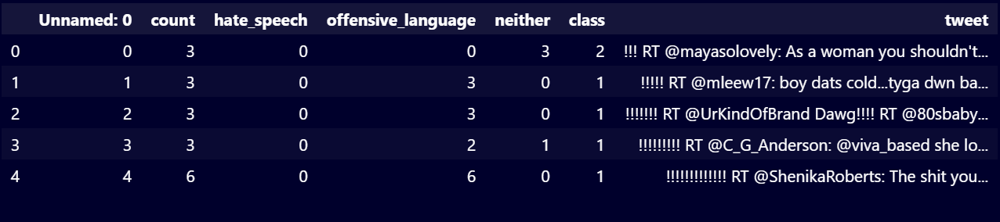 Unnamed: 0 count hate_speech offensive_language neither class tweet
0 0 3 0 0 3 2 !!! RT @mayasolovely: As a woman you shouldn't...
1 1 3 0 3 0 1 !!!!! RT @mleew17: boy dats cold...tyga dwn ba...
2 2 3 0 3 0 1 !!!!!!! RT @UrKindOfBrand Dawg!!!! RT @80sbaby...
3 3 3 0 2 1 1 !!!!!!!!! RT @C_G_Anderson: @viva_based she lo...
4 4 6 0 6 0 1 !!!!!!!!!!!!! RT @ShenikaRoberts: The shit you...